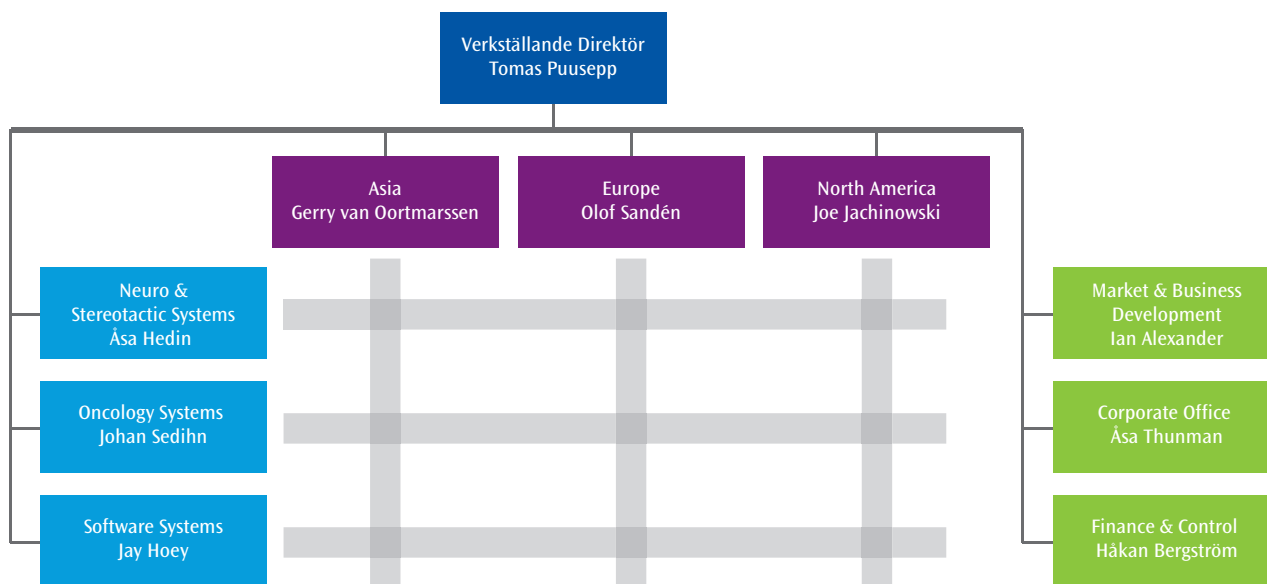 Verkställande Direktör
Tomas Puusepp
Asia
Gerry van Oortmarssen
Europe
Olof Sandén
North America
Joe Jachinowski
Neuro &
Stereotactic Systems
Åsa Hedin
Market & Business
Development
Ian Alexander
Oncology Systems
Johan Sedihn
Corporate Office
Åsa Thunman
Software Systems
Jay Hoey
Finance & Control
Håkan Bergström